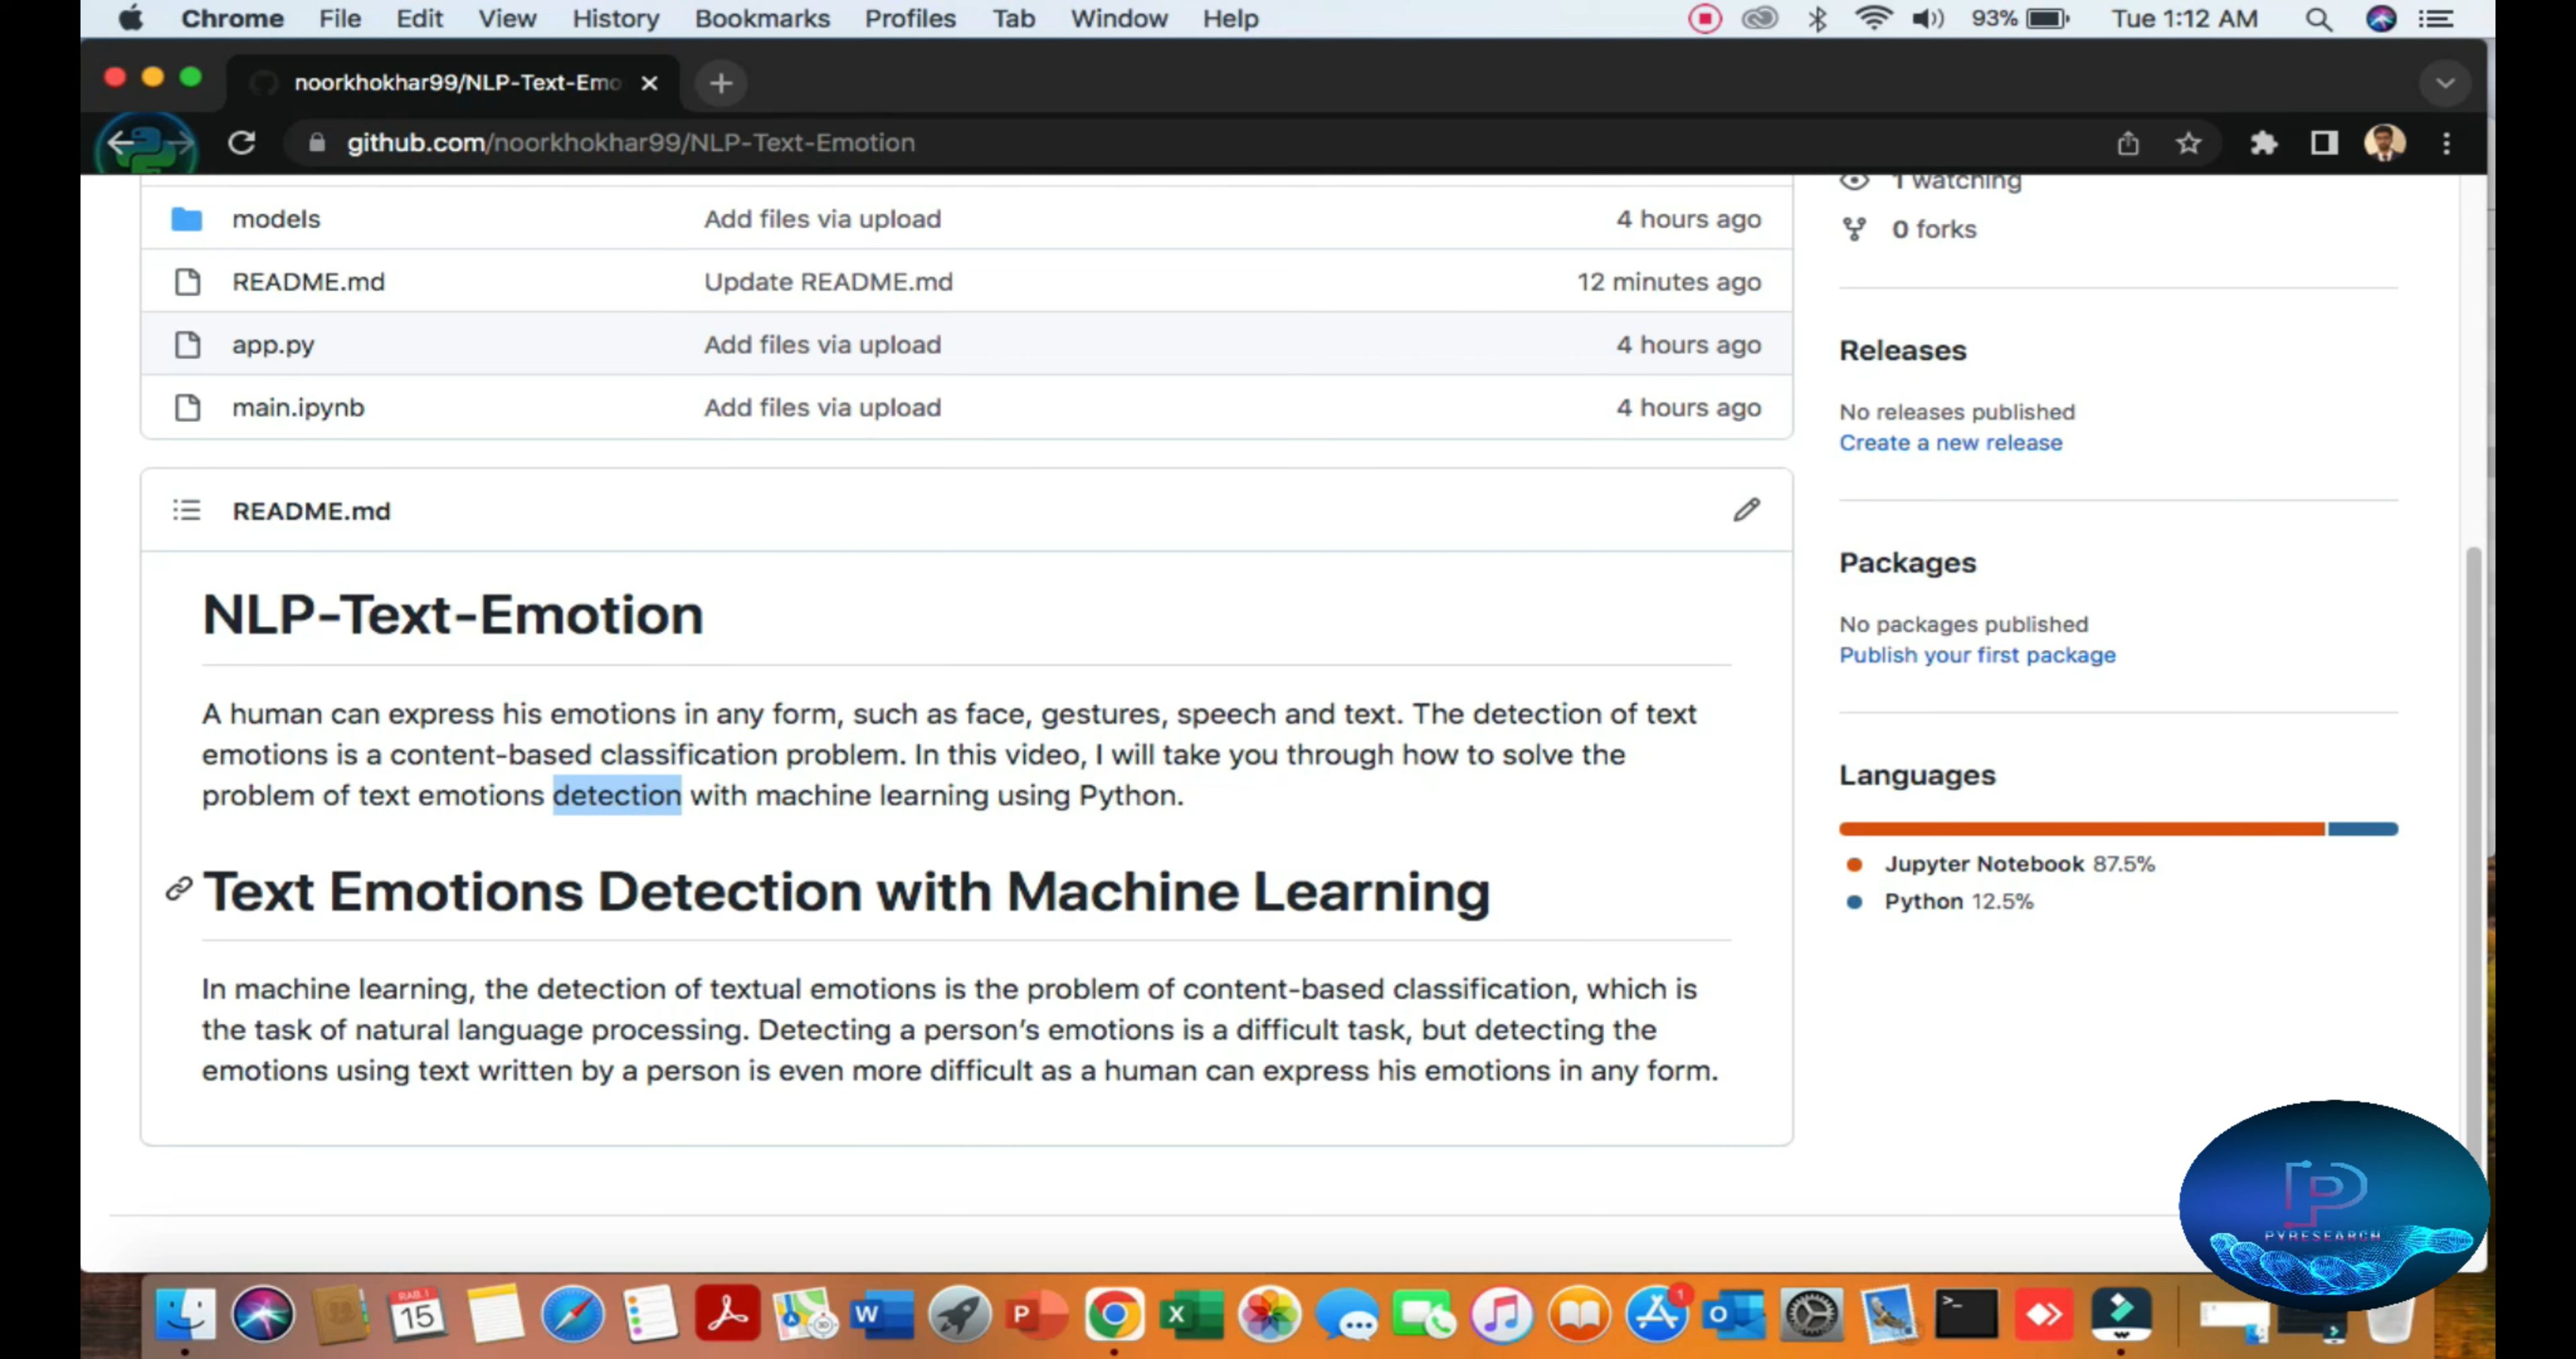 Chrome File Edit View History Bookmarks Profiles Tab Window Help 93% Tue 1:12 AM
noorkhokhar99/NLP-Text-Emo
github.com/noorkhokhar99/NLP-Text-Emotion
models Add files via upload 4 hours ago
README.md Update README.md 12 minutes ago
app.py Add files via upload 4 hours ago
main.ipynb Add files via upload 4 hours ago
1 watching
0 forks
Releases
No releases published
Create a new release
Packages
No packages published
Publish your first package
Languages
Jupyter Notebook 87.5%
Python 12.5%
README.md
NLP-Text-Emotion
A human can express his emotions in any form, such as face, gestures, speech and text. The detection of text
emotions is a content-based classification problem. In this video, I will take you through how to solve the
problem of text emotions detection with machine learning using Python.
Text Emotions Detection with Machine Learning
In machine learning, the detection of textual emotions is the problem of content-based classification, which is
the task of natural language processing. Detecting a person's emotions is a difficult task, but detecting the
emotions using text written by a person is even more difficult as a human can express his emotions in any form.
PYRESEARCH
RAB. I
15
W
P
X
1
O
>_